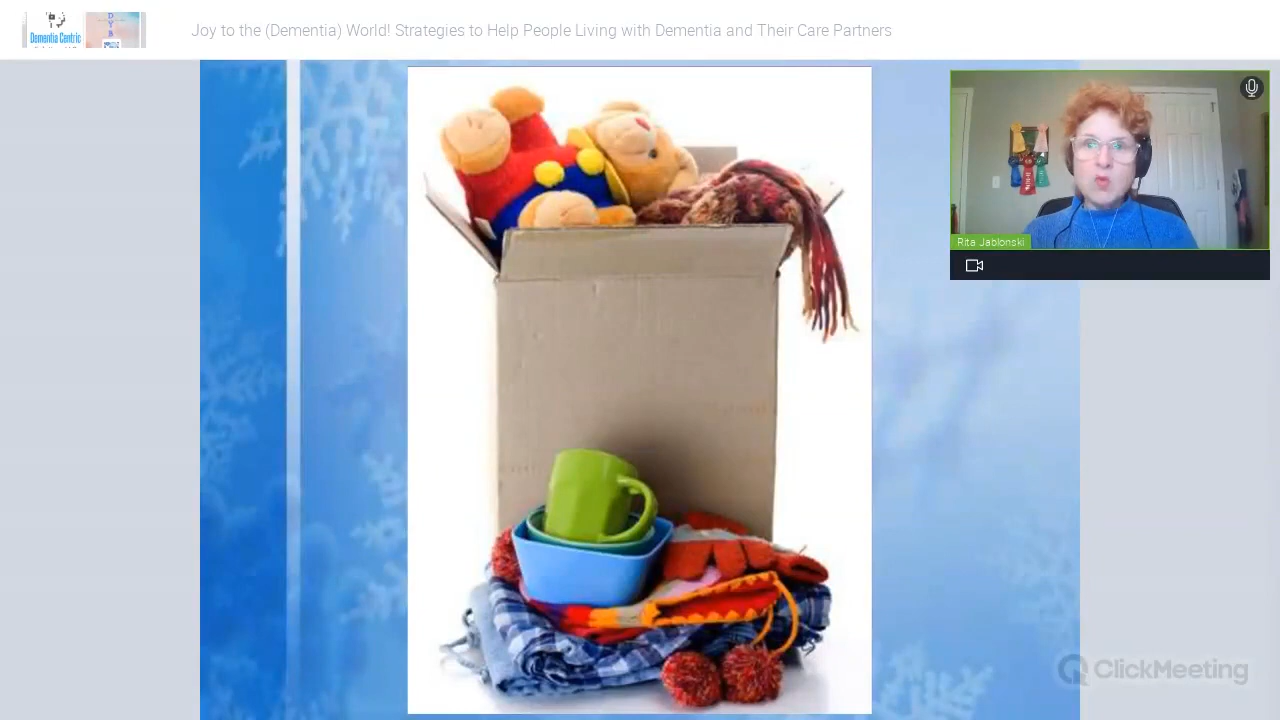 Dementia Centric
Joy to the (Dementia) World! Strategies to Help People Living with Dementia and Their Care Partners
Rita Jablonski
ClickMeeting